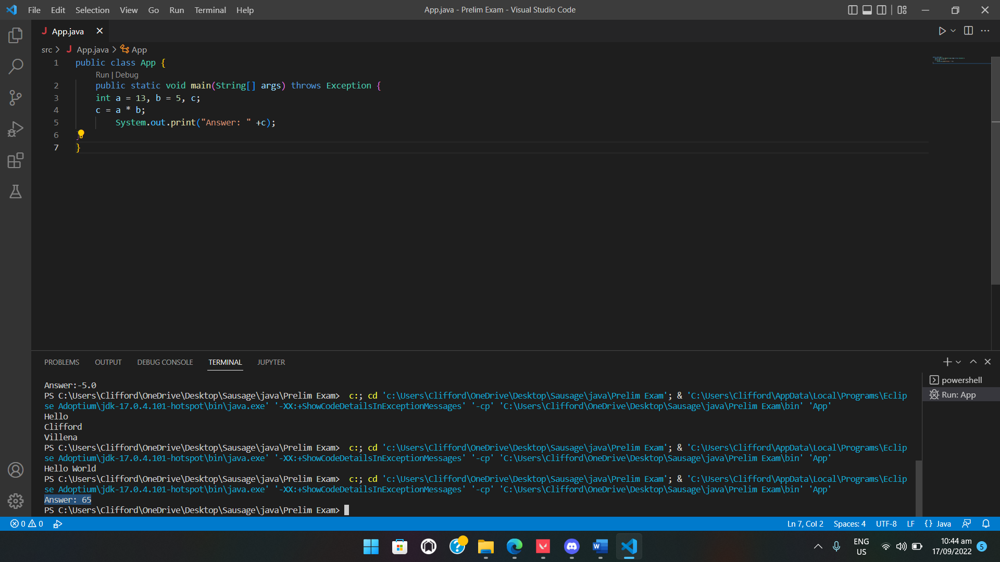 File Edit Selection View Go Run Terminal Help
App.java - Prelim Exam - Visual Studio Code
J App.java
src > J App.java > App
1 public class App {
Run | Debug
2 public static void main(String[] args) throws Exception {
3 int a = 13, b = 5, c;
4 c = a * b;
5 System.out.print("Answer: " +c);
6 }
7 }
PROBLEMS OUTPUT DEBUG CONSOLE TERMINAL JUPYTER
powershell
Run: App
Answer:-5.0
PS C:\Users\Clifford\OneDrive\Desktop\Sausage\java\Prelim Exam>  c:; cd 'c:\Users\Clifford\OneDrive\Desktop\Sausage\java\Prelim Exam'; & 'C:\Users\Clifford\AppData\Local\Programs\Eclip
se Adoptium\jdk-17.0.4.101-hotspot\bin\java.exe' '-XX:+ShowCodeDetailsInExceptionMessages' '-cp' 'C:\Users\Clifford\OneDrive\Desktop\Sausage\java\Prelim Exam\bin' 'App'
Hello
Clifford
Villena
PS C:\Users\Clifford\OneDrive\Desktop\Sausage\java\Prelim Exam>  c:; cd 'c:\Users\Clifford\OneDrive\Desktop\Sausage\java\Prelim Exam'; & 'C:\Users\Clifford\AppData\Local\Programs\Eclip
se Adoptium\jdk-17.0.4.101-hotspot\bin\java.exe' '-XX:+ShowCodeDetailsInExceptionMessages' '-cp' 'C:\Users\Clifford\OneDrive\Desktop\Sausage\java\Prelim Exam\bin' 'App'
Hello World
PS C:\Users\Clifford\OneDrive\Desktop\Sausage\java\Prelim Exam>  c:; cd 'c:\Users\Clifford\OneDrive\Desktop\Sausage\java\Prelim Exam'; & 'C:\Users\Clifford\AppData\Local\Programs\Eclip
se Adoptium\jdk-17.0.4.101-hotspot\bin\java.exe' '-XX:+ShowCodeDetailsInExceptionMessages' '-cp' 'C:\Users\Clifford\OneDrive\Desktop\Sausage\java\Prelim Exam\bin' 'App'
Answer: 65
PS C:\Users\Clifford\OneDrive\Desktop\Sausage\java\Prelim Exam>
0 0 Ln 7, Col 2 Spaces: 4 UTF-8 LF {} Java
ENG 10:44 am
US 17/09/2022 5